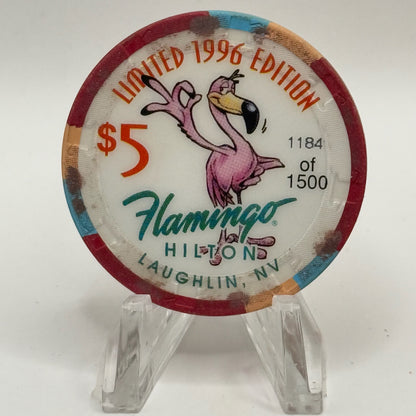 LIMITED 1996 EDITION
$5
1184
of
1500
Flamingo®
HILTON
LAUGHLIN, NV